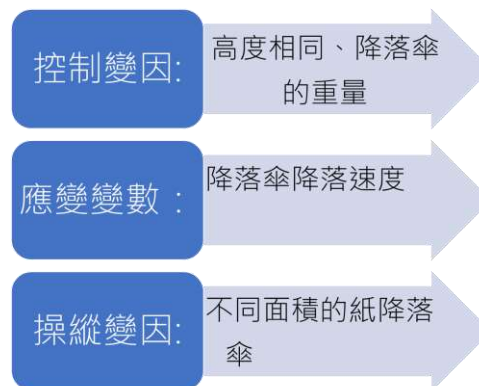 控制變因:
高度相同、降落傘
的重量
應變變數：
降落傘降落速度
操縱變因:
不同面積的紙降落
傘